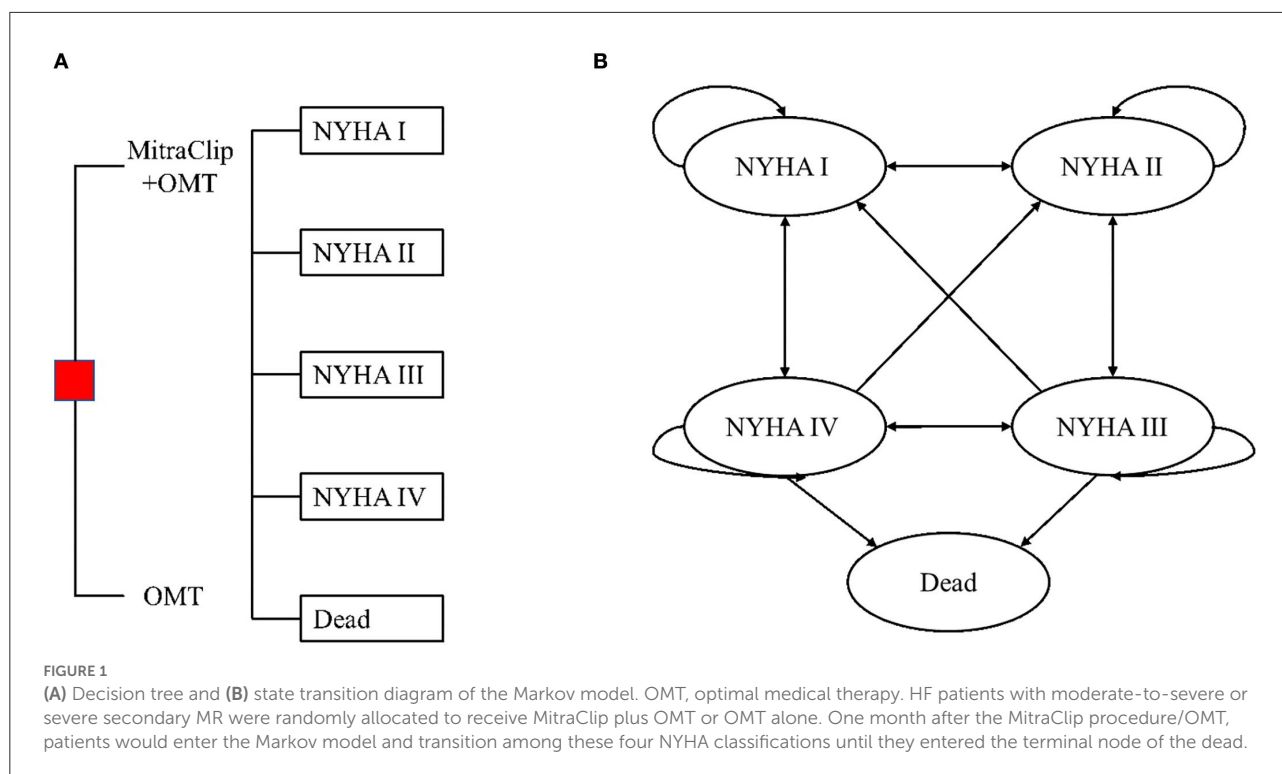 A
MitraClip
+OMT
OMT
NYHA I
NYHA II
NYHA III
NYHA IV
Dead
B
NYHA I
NYHA II
NYHA IV
NYHA III
Dead
FIGURE 1
(A) Decision tree and (B) state transition diagram of the Markov model. OMT, optimal medical therapy. HF patients with moderate-to-severe or
severe secondary MR were randomly allocated to receive MitraClip plus OMT or OMT alone. One month after the MitraClip procedure/OMT,
patients would enter the Markov model and transition among these four NYHA classifications until they entered the terminal node of the dead.